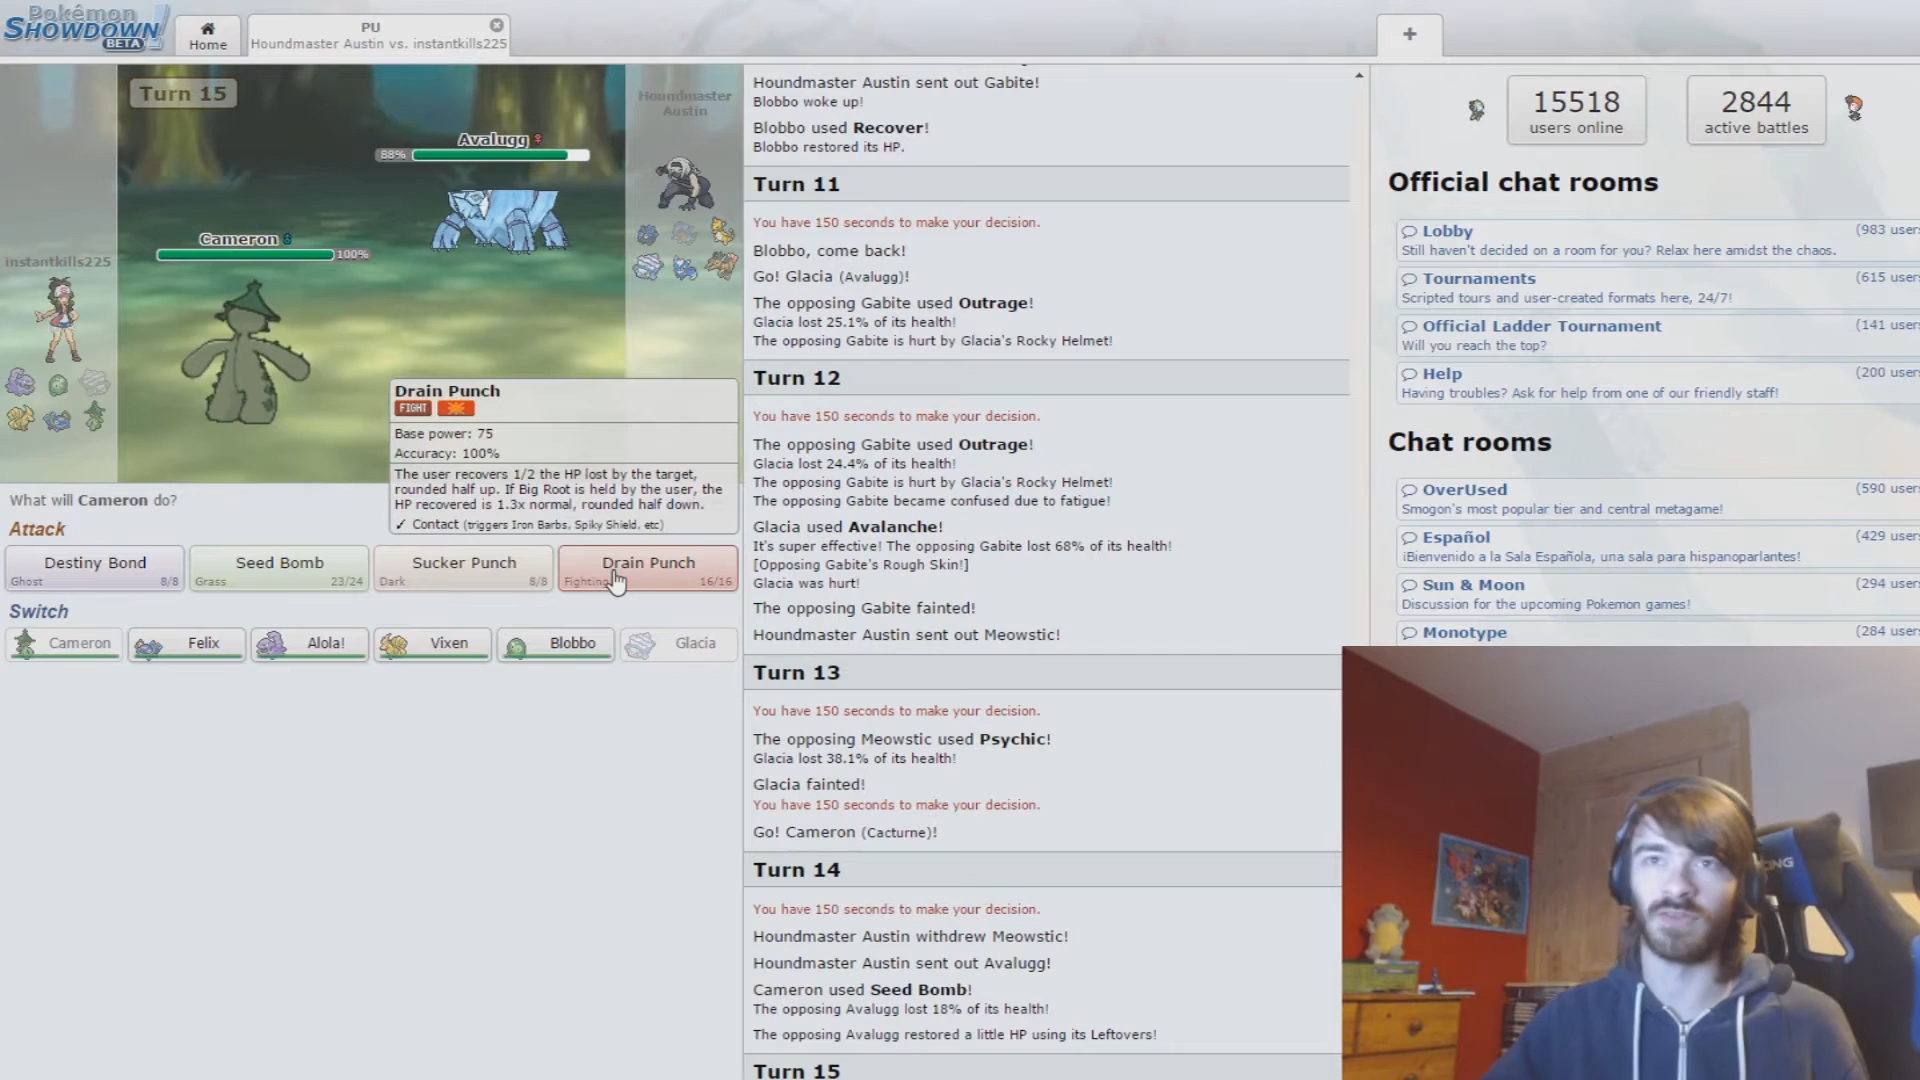 Pokémon
SHOWDOWN!
BETA
Home
PU
Houndmaster Austin vs. instantkills225
+
Turn 15
Houndmaster
Austin
Avalugg
88%
Cameron
100%
instantkills225
Drain Punch
FIGHT
Base power: 75
Accuracy: 100%
The user recovers 1/2 the HP lost by the target,
rounded half up. If Big Root is held by the user, the
HP recovered is 1.3x normal, rounded half down.
✓ Contact (triggers Iron Barbs, Spiky Shield, etc)
What will Cameron do?
Attack
Destiny Bond
Ghost 8/8
Seed Bomb
Grass 23/24
Sucker Punch
Dark 8/8
Drain Punch
Fighting 16/16
Switch
Cameron
Felix
Alola!
Vixen
Blobbo
Glacia
Houndmaster Austin sent out Gabite!
Blobbo woke up!
Blobbo used Recover!
Blobbo restored its HP.
Turn 11
You have 150 seconds to make your decision.
Blobbo, come back!
Go! Glacia (Avalugg)!
The opposing Gabite used Outrage!
Glacia lost 25.1% of its health!
The opposing Gabite is hurt by Glacia's Rocky Helmet!
Turn 12
You have 150 seconds to make your decision.
The opposing Gabite used Outrage!
Glacia lost 24.4% of its health!
The opposing Gabite is hurt by Glacia's Rocky Helmet!
The opposing Gabite became confused due to fatigue!
Glacia used Avalanche!
It's super effective! The opposing Gabite lost 68% of its health!
[Opposing Gabite's Rough Skin!]
Glacia was hurt!
The opposing Gabite fainted!
Houndmaster Austin sent out Meowstic!
Turn 13
You have 150 seconds to make your decision.
The opposing Meowstic used Psychic!
Glacia lost 38.1% of its health!
Glacia fainted!
You have 150 seconds to make your decision.
Go! Cameron (Cacturne)!
Turn 14
You have 150 seconds to make your decision.
Houndmaster Austin withdrew Meowstic!
Houndmaster Austin sent out Avalugg!
Cameron used Seed Bomb!
The opposing Avalugg lost 18% of its health!
The opposing Avalugg restored a little HP using its Leftovers!
Turn 15
15518
users online
2844
active battles
Official chat rooms
Lobby (983 users
Still haven't decided on a room for you? Relax here amidst the chaos.
Tournaments (615 users
Scripted tours and user-created formats here, 24/7!
Official Ladder Tournament (141 users
Will you reach the top?
Help (200 users
Having troubles? Ask for help from one of our friendly staff!
Chat rooms
OverUsed (590 users
Smogon's most popular tier and central metagame!
Español (429 users
¡Bienvenido a la Sala Española, una sala para hispanoparlantes!
Sun & Moon (294 users
Discussion for the upcoming Pokemon games!
Monotype (284 users